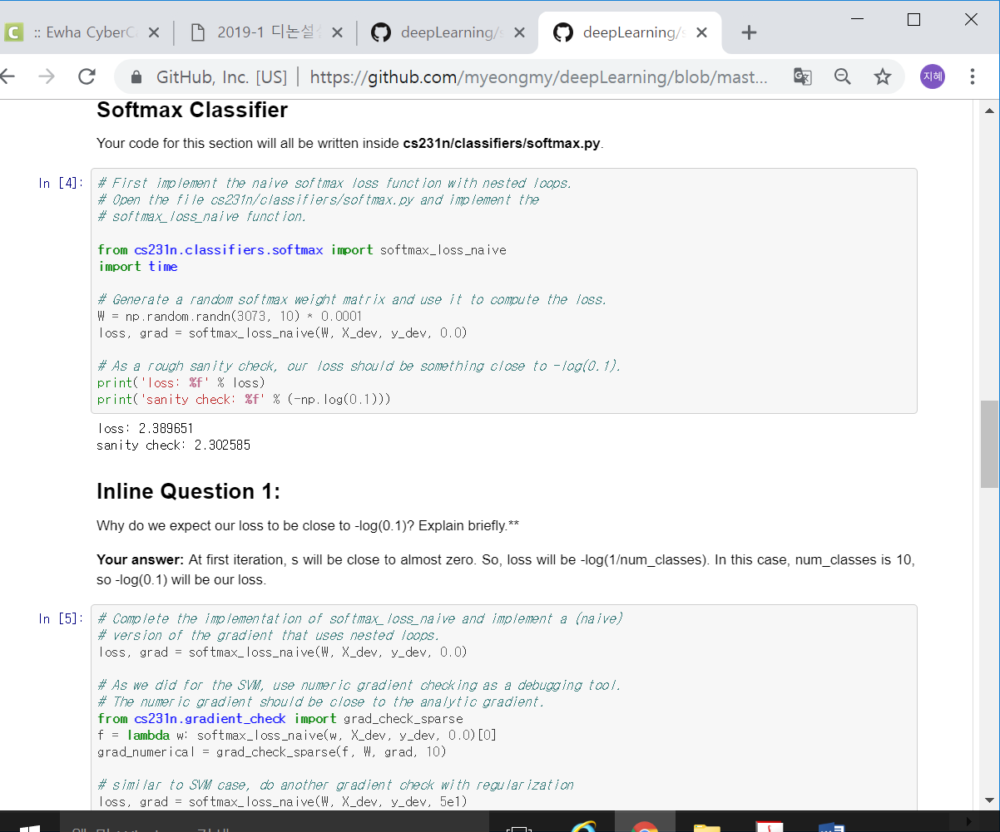 :: Ewha CyberC
2019-1 디논설
deepLearning/s
deepLearning/s
GitHub, Inc. [US] | https://github.com/myeongmy/deepLearning/blob/mast...
지혜
Softmax Classifier
Your code for this section will all be written inside cs231n/classifiers/softmax.py.
In [4]:
# First implement the naive softmax loss function with nested loops.
# Open the file cs231n/classifiers/softmax.py and implement the
# softmax_loss_naive function.
from cs231n.classifiers.softmax import softmax_loss_naive
import time
# Generate a random softmax weight matrix and use it to compute the loss.
W = np.random.randn(3073, 10) * 0.0001
loss, grad = softmax_loss_naive(W, X_dev, y_dev, 0.0)
# As a rough sanity check, our loss should be something close to -log(0.1).
print('loss: %f' % loss)
print('sanity check: %f' % (-np.log(0.1)))
loss: 2.389651
sanity check: 2.302585
Inline Question 1:
Why do we expect our loss to be close to -log(0.1)? Explain briefly.**
Your answer: At first iteration, s will be close to almost zero. So, loss will be -log(1/num_classes). In this case, num_classes is 10,
so -log(0.1) will be our loss.
In [5]:
# Complete the implementation of softmax_loss_naive and implement a (naive)
# version of the gradient that uses nested loops.
loss, grad = softmax_loss_naive(W, X_dev, y_dev, 0.0)
# As we did for the SVM, use numeric gradient checking as a debugging tool.
# The numeric gradient should be close to the analytic gradient.
from cs231n.gradient_check import grad_check_sparse
f = lambda w: softmax_loss_naive(w, X_dev, y_dev, 0.0)[0]
grad_numerical = grad_check_sparse(f, W, grad, 10)
# similar to SVM case, do another gradient check with regularization
loss, grad = softmax_loss_naive(W, X_dev, y_dev, 5e1)